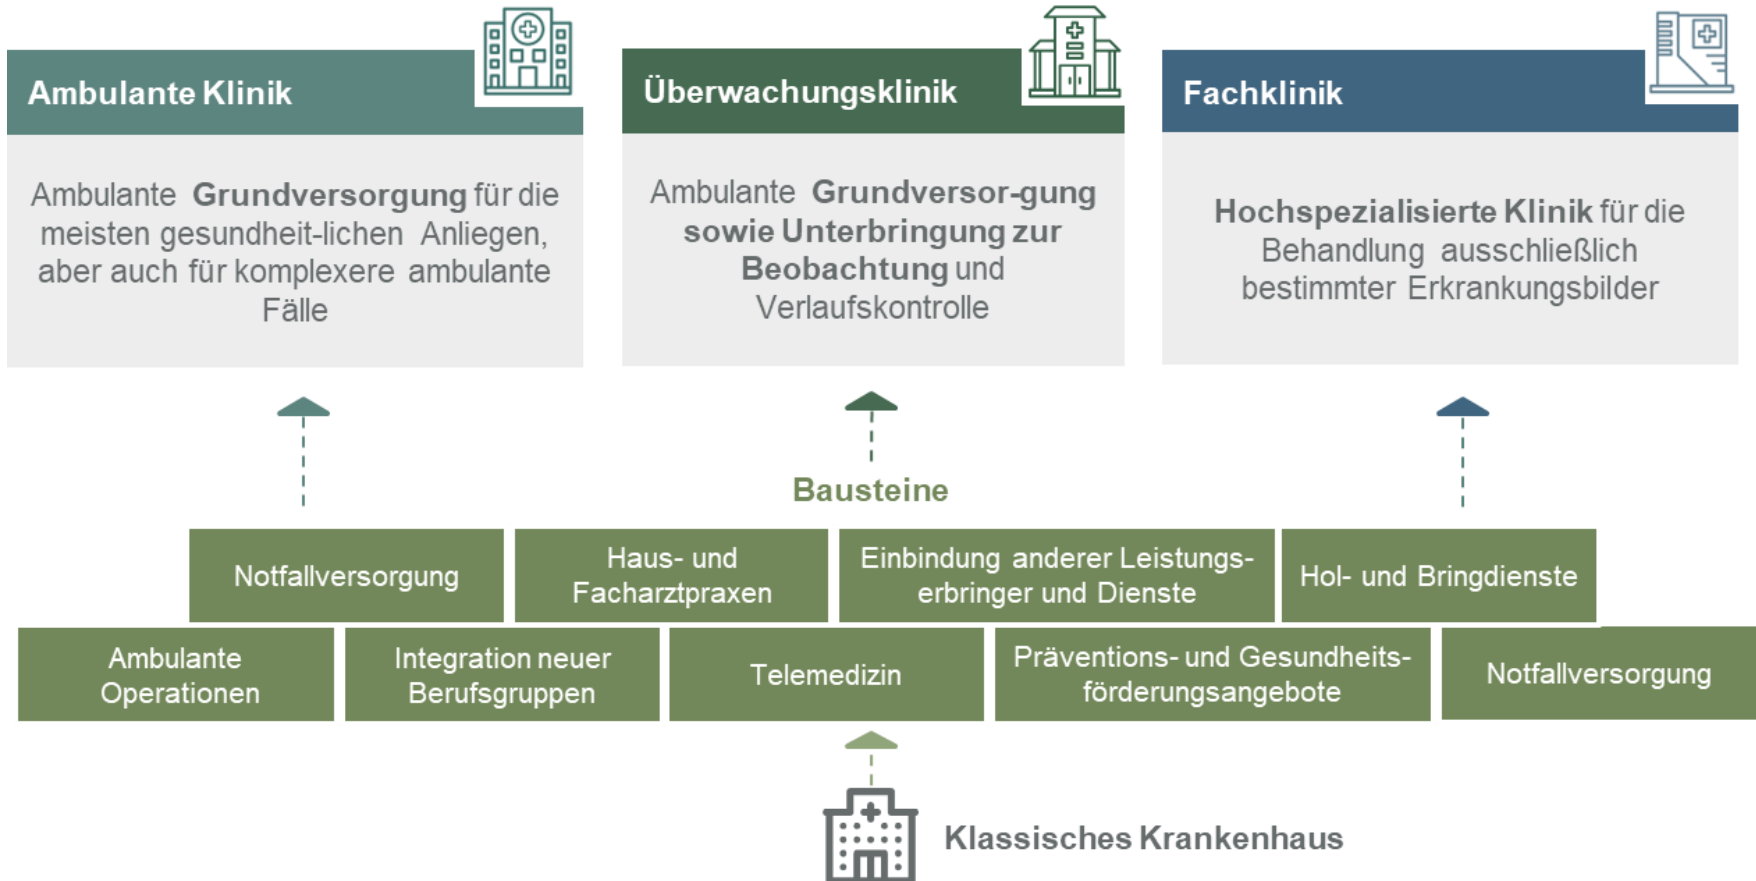 Ambulante Klinik
Ambulante Grundversorgung für die
meisten gesundheit-lichen Anliegen,
aber auch für komplexere ambulante
Fälle
Überwachungsklinik
Ambulante Grundversor-gung
sowie Unterbringung zur
Beobachtung und
Verlaufskontrolle
Fachklinik
Hochspezialisierte Klinik für die
Behandlung ausschließlich
bestimmter Erkrankungsbilder
Bausteine
Notfallversorgung
Haus- und
Facharztpraxen
Einbindung anderer Leistungs-
erbringer und Dienste
Hol- und Bringdienste
Ambulante
Operationen
Integration neuer
Berufsgruppen
Telemedizin
Präventions- und Gesundheits-
förderungsangebote
Notfallversorgung
Klassisches Krankenhaus